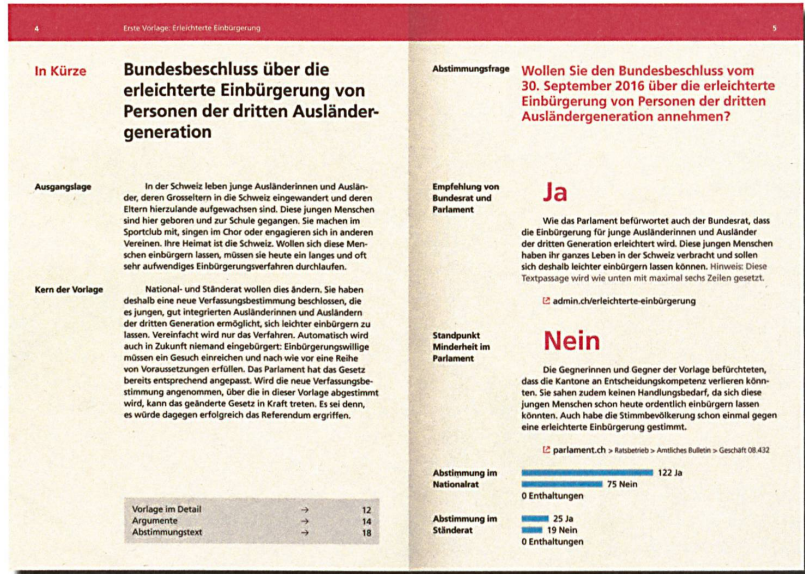 4
Erste Vorlage: Erleichterte Einbürgerung
In Kürze
Bundesbeschluss über die
erleichterte Einbürgerung von
Personen der dritten Ausländer-
generation
Ausgangslage
In der Schweiz leben junge Ausländerinnen und Auslän-
der, deren Grosseltern in die Schweiz eingewandert und deren
Eltern hierzulande aufgewachsen sind. Diese jungen Menschen
sind hier geboren und zur Schule gegangen. Sie machen im
Sportclub mit, singen im Chor oder engagieren sich in anderen
Vereinen. Ihre Heimat ist die Schweiz. Wollen sich diese Men-
schen einbürgern lassen, müssen sie heute ein langes und oft
sehr aufwendiges Einbürgerungsverfahren durchlaufen.
Kern der Vorlage
National- und Ständerat wollen dies ändern. Sie haben
deshalb eine neue Verfassungsbestimmung beschlossen, die
es jungen, gut integrierten Ausländerinnen und Ausländern
der dritten Generation ermöglicht, sich leichter einbürgern zu
lassen. Vereinfacht wird nur das Verfahren. Automatisch wird
auch in Zukunft niemand eingebürgert: Einbürgerungswillige
müssen ein Gesuch einreichen und nach wie vor eine Reihe
von Voraussetzungen erfüllen. Das Parlament hat das Gesetz
bereits entsprechend angepasst. Wird die neue Verfassungsbe-
stimmung angenommen, über die in dieser Vorlage abgestimmt
wird, kann das geänderte Gesetz in Kraft treten. Es sei denn,
es würde dagegen erfolgreich das Referendum ergriffen.
Vorlage im Detail → 12
Argumente → 14
Abstimmungstext → 18
5
Abstimmungsfrage
Wollen Sie den Bundesbeschluss vom
30. September 2016 über die erleichterte
Einbürgerung von Personen der dritten
Ausländergeneration annehmen?
Empfehlung von
Bundesrat und
Parlament
Ja
Wie das Parlament befürwortet auch der Bundesrat, dass
die Einbürgerung für junge Ausländerinnen und Ausländer
der dritten Generation erleichtert wird. Diese jungen Menschen
haben ihr ganzes Leben in der Schweiz verbracht und sollen
sich deshalb leichter einbürgern lassen können. Hinweis: Diese
Textpassage wird wie unten mit maximal sechs Zeilen gesetzt.
admin.ch/erleichterte-einbürgerung
Standpunkt
Minderheit im
Parlament
Nein
Die Gegnerinnen und Gegner der Vorlage befürchteten,
dass die Kantone an Entscheidungskompetenz verlieren könn-
ten. Sie sahen zudem keinen Handlungsbedarf, da sich diese
jungen Menschen schon heute ordentlich einbürgern lassen
könnten. Auch habe die Stimmbevölkerung schon einmal gegen
eine erleichterte Einbürgerung gestimmt.
parlament.ch > Ratsbetrieb > Amtliches Bulletin > Geschäft 08.432
Abstimmung im
Nationalrat
122 Ja
75 Nein
0 Enthaltungen
Abstimmung im
Ständerat
25 Ja
19 Nein
0 Enthaltungen